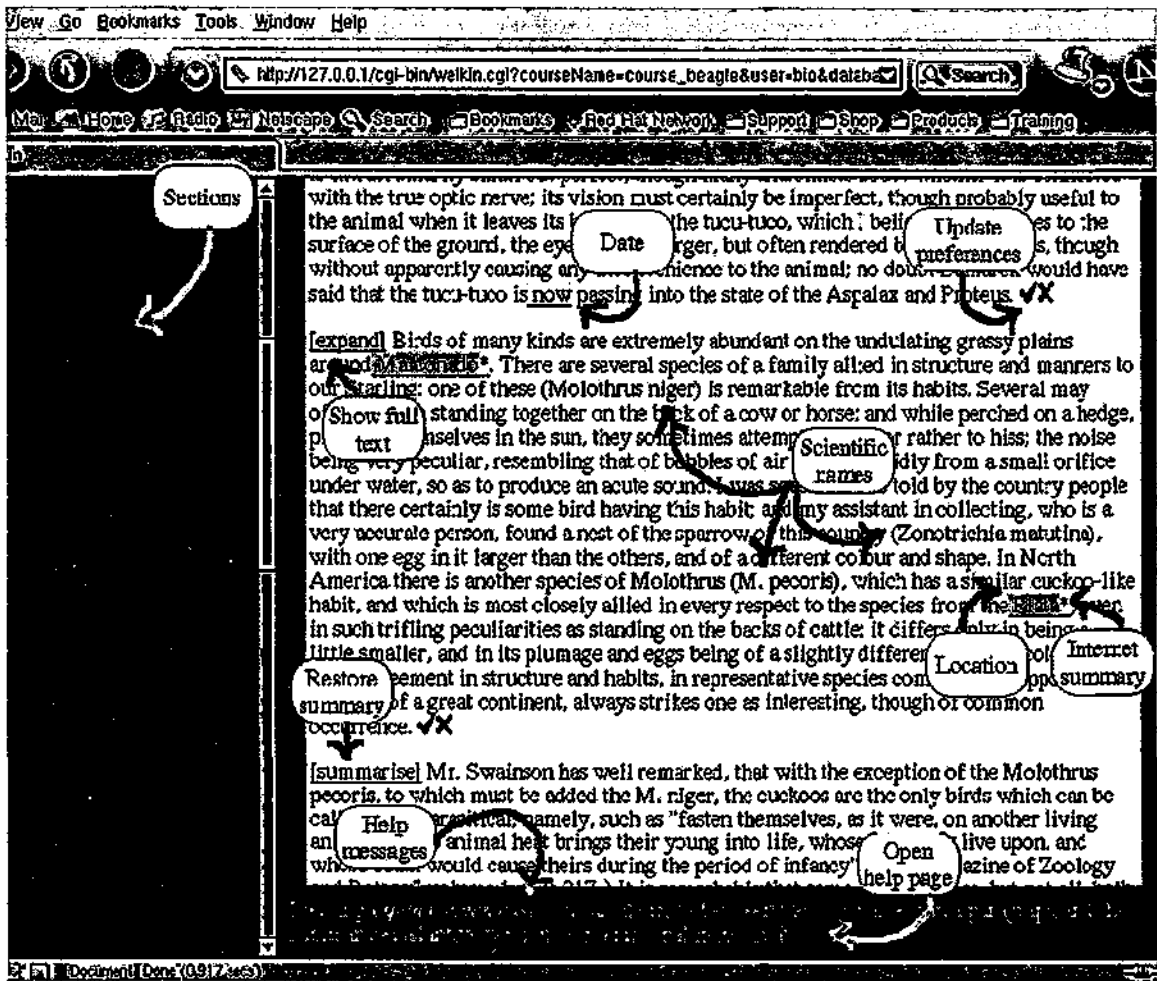 View Go Bookmarks Tools Window Help
http://127.0.0.1/cgi-bin/welkin.cgi?courseName=course_beagle&user=bio&databa Search
Home Radio Netscape Search Bookmarks Red Hat Network Support Shop Products Training
Sections
with the true optic nerve; its vision must certainly be imperfect, though probably useful to
the animal when it leaves its the tucu-tuco, which I es to the
surface of the ground, the eye rger, but often rendered s, though
without apparently causing any nience to the animal; no would have
said that the tucu-tuco is now passing into the state of the Aspalax and Proteus. ✓X
Date
Update
preferences
[expand] Birds of many kinds are extremely abundant on the undulating grassy plains
around Maldonado*. There are several species of a family allied in structure and manners to
our Starling: one of these (Molothrus niger) is remarkable from its habits. Several may
standing together on the back of a cow or horse: and while perched on a hedge,
mselves in the sun, they sometimes rather to hiss; the noise
being very peculiar, resembling that of bubbles of air idly from a small orifice
under water, so as to produce an acute sound. I was told by the country people
that there certainly is some bird having this habit; and my assistant in collecting, who is a
very accurate person, found a nest of the sparrow of this country (Zonotrichia matutina),
with one egg in it larger than the others, and of a different colour and shape. In North
America there is another species of Molothrus (M. pecoris), which has a similar cuckoo-like
habit, and which is most closely allied in every respect to the species from the
in such trifling peculiarities as standing on the backs of cattle: it differs only in being a
little smaller, and in its plumage and eggs being of a slightly
eement in structure and habits, in representative species
of a great continent, always strikes one as interesting, though of common
occurrence. ✓X
Show full
text
Scientific
names
Location
Internet
summary
Restore
summary
[summarise] Mr. Swainson has well remarked, that with the exception of the Molothrus
pecoris, to which must be added the M. niger, the cuckoos are the only birds which can be
namely, such as "fasten themselves, as it were, on another living
animal heat brings their young into life, live upon, and
would cause theirs during the period of infancy" azine of Zoology
Help
messages
Open
help page
Document: Done (0.917 secs)